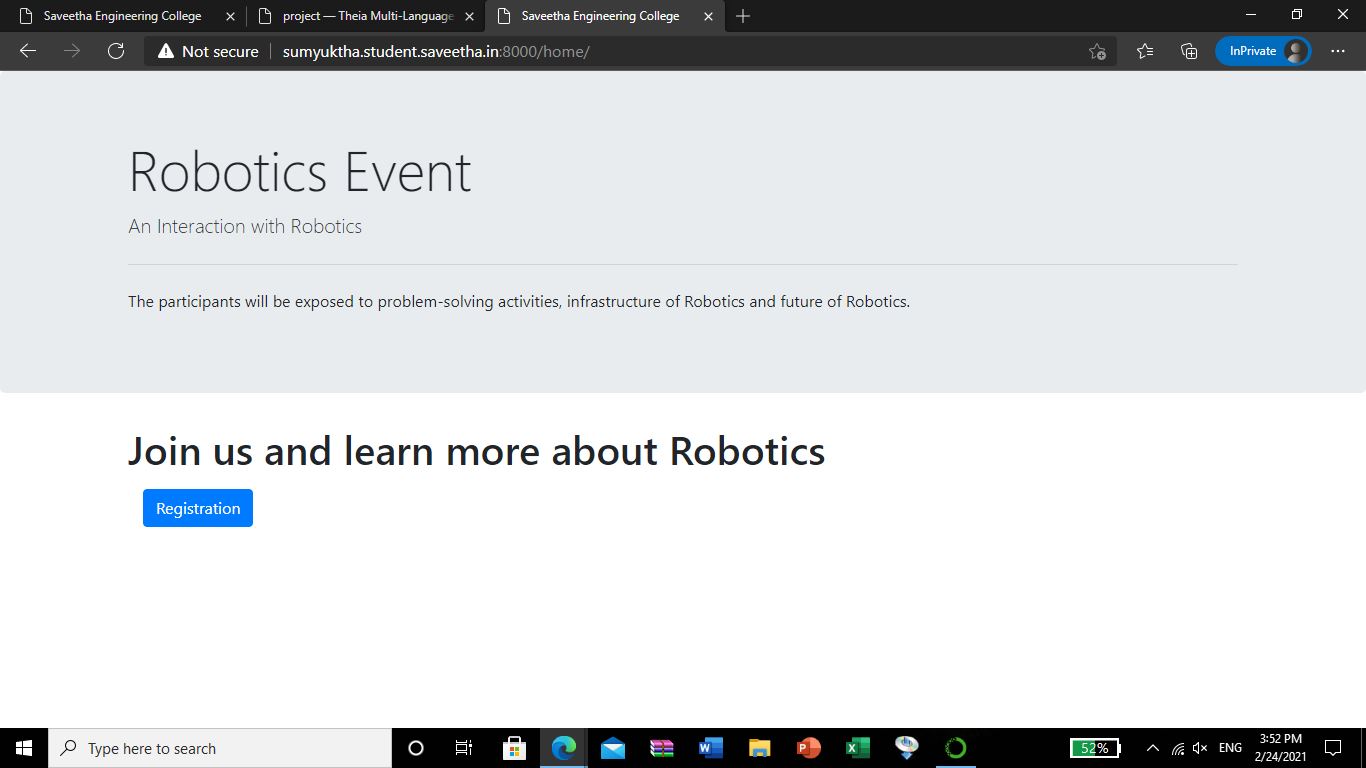 Saveetha Engineering College
project — Theia Multi-Language
Saveetha Engineering College
Not secure
sumyuktha.student.saveetha.in:8000/home/
InPrivate
Robotics Event
An Interaction with Robotics
The participants will be exposed to problem-solving activities, infrastructure of Robotics and future of Robotics.
Join us and learn more about Robotics
Registration
Type here to search
52%
ENG
3:52 PM
2/24/2021